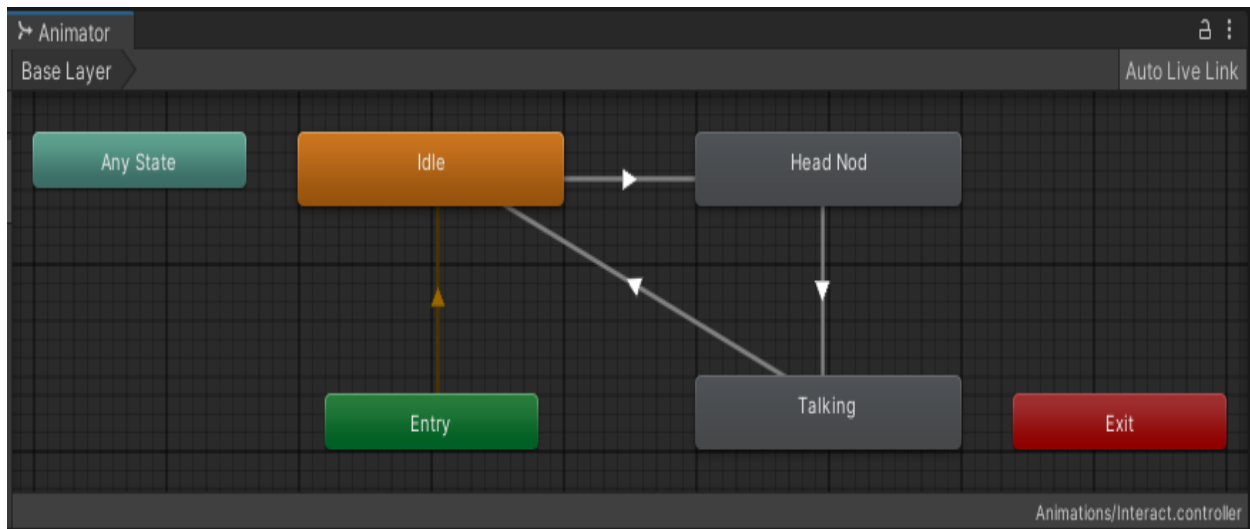 Animator
Base Layer
Auto Live Link
Any State
Idle
Head Nod
Entry
Talking
Exit
Animations/Interact.controller